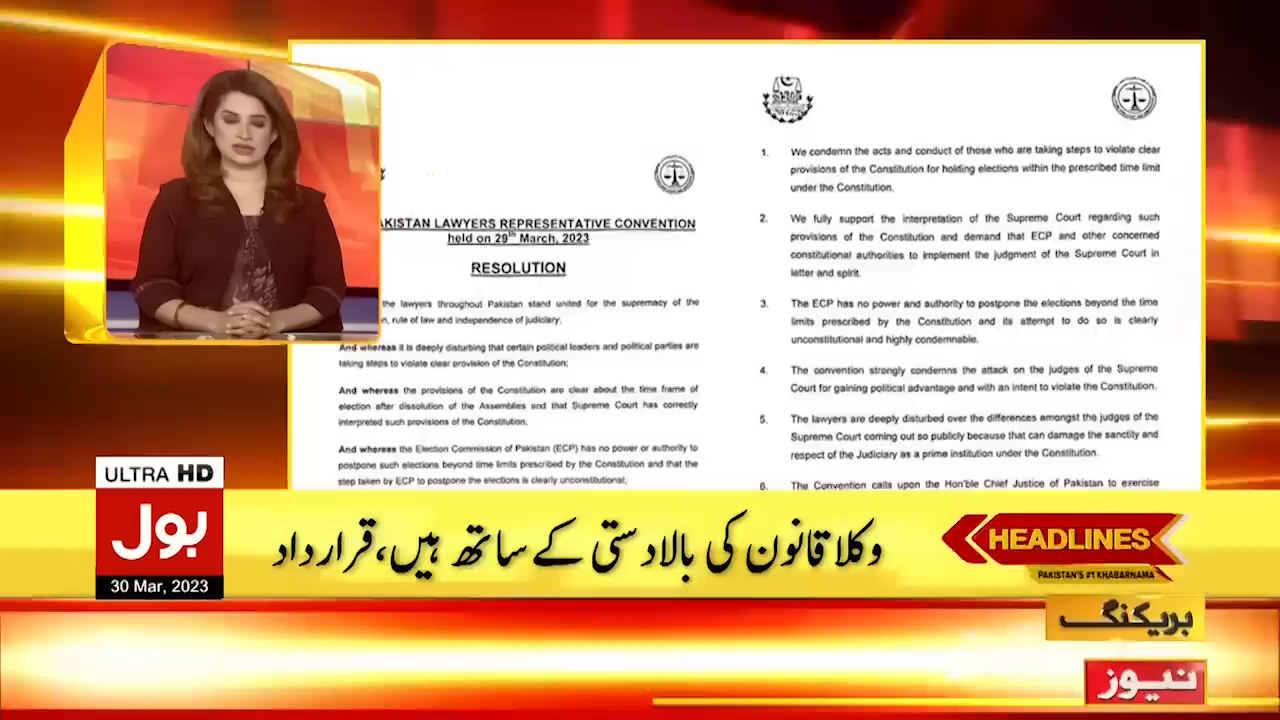 PAKISTAN LAWYERS REPRESENTATIVE CONVENTION
held on 29th March, 2023
RESOLUTION
the lawyers throughout Pakistan stand united for the supremacy of the
rule of law and independence of judiciary;
And whereas it is deeply disturbing that certain political leaders and political parties are
taking steps to violate clear provision of the Constitution;
And whereas the provisions of the Constitution are clear about the time frame of
election after dissolution of the Assemblies and that Supreme Court has correctly
interpreted such provisions of the Constitution,
And whereas the Election Commission of Pakistan (ECP) has no power or authority to
postpone such elections beyond time limits prescribed by the Constitution and that the
step taken by ECP to postpone the elections is clearly unconstitutional;
1. We condemn the acts and conduct of those who are taking steps to violate clear
provisions of the Constitution for holding elections within the prescribed time limit
under the Constitution.
2. We fully support the interpretation of the Supreme Court regarding such
provisions of the Constitution and demand that ECP and other concerned
constitutional authorities to implement the judgment of the Supreme Court in
letter and spirit.
3. The ECP has no power and authority to postpone the elections beyond the time
limits prescribed by the Constitution and its attempt to do so is clearly
unconstitutional and highly condemnable.
4. The convention strongly condemns the attack on the judges of the Supreme
Court for gaining political advantage and with an intent to violate the Constitution.
5. The lawyers are deeply disturbed over the differences amongst the judges of the
Supreme Court coming out so publicly because that can damage the sanctity and
respect of the Judiciary as a prime institution under the Constitution.
6. The Convention calls upon the Hon'ble Chief Justice of Pakistan to exercise
ULTRA HD
بول
30 Mar, 2023
وکلا قانون کی بالادستی کے ساتھ ہیں، قرارداد
HEADLINES
PAKISTAN'S #1 KHABARNAMA
بریکنگ
نیوز